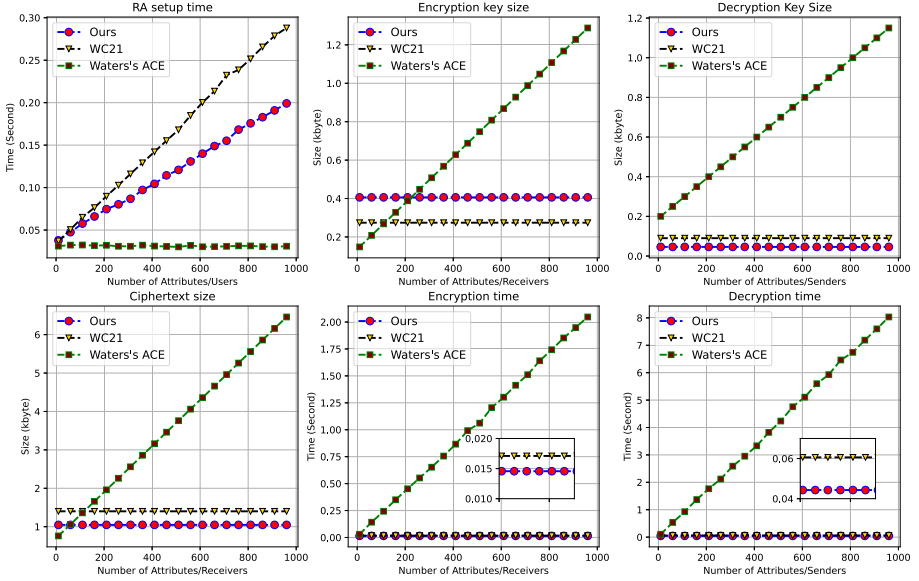 RA setup time
0.30
0.25
0.20
0.15
0.10
0.05
Time (Second)
Ours
WC21
Waters's ACE
0 200 400 600 800 1000
Number of Attributes/Users
Encryption key size
1.2
1.0
0.8
0.6
0.4
0.2
Size (kbyte)
Ours
WC21
Waters's ACE
0 200 400 600 800 1000
Number of Attributes/Receivers
Decryption Key Size
1.2
1.0
0.8
0.6
0.4
0.2
0.0
Size (kbyte)
Ours
WC21
Waters's ACE
0 200 400 600 800 1000
Number of Attributes/Senders
Ciphertext size
6
5
4
3
2
1
Size (kbyte)
Ours
WC21
Waters's ACE
0 200 400 600 800 1000
Number of Attributes/Receivers
Encryption time
2.00
1.75
1.50
1.25
1.00
0.75
0.50
0.25
0.00
Time (Second)
Ours
WC21
Waters's ACE
0,020
0,015
0,010
0 200 400 600 800 1000
Number of Attributes/Receivers
Decryption time
8
7
6
5
4
3
2
1
0
Time (Second)
Ours
WC21
Waters's ACE
0,06
0,04
0 200 400 600 800 1000
Number of Attributes/Senders